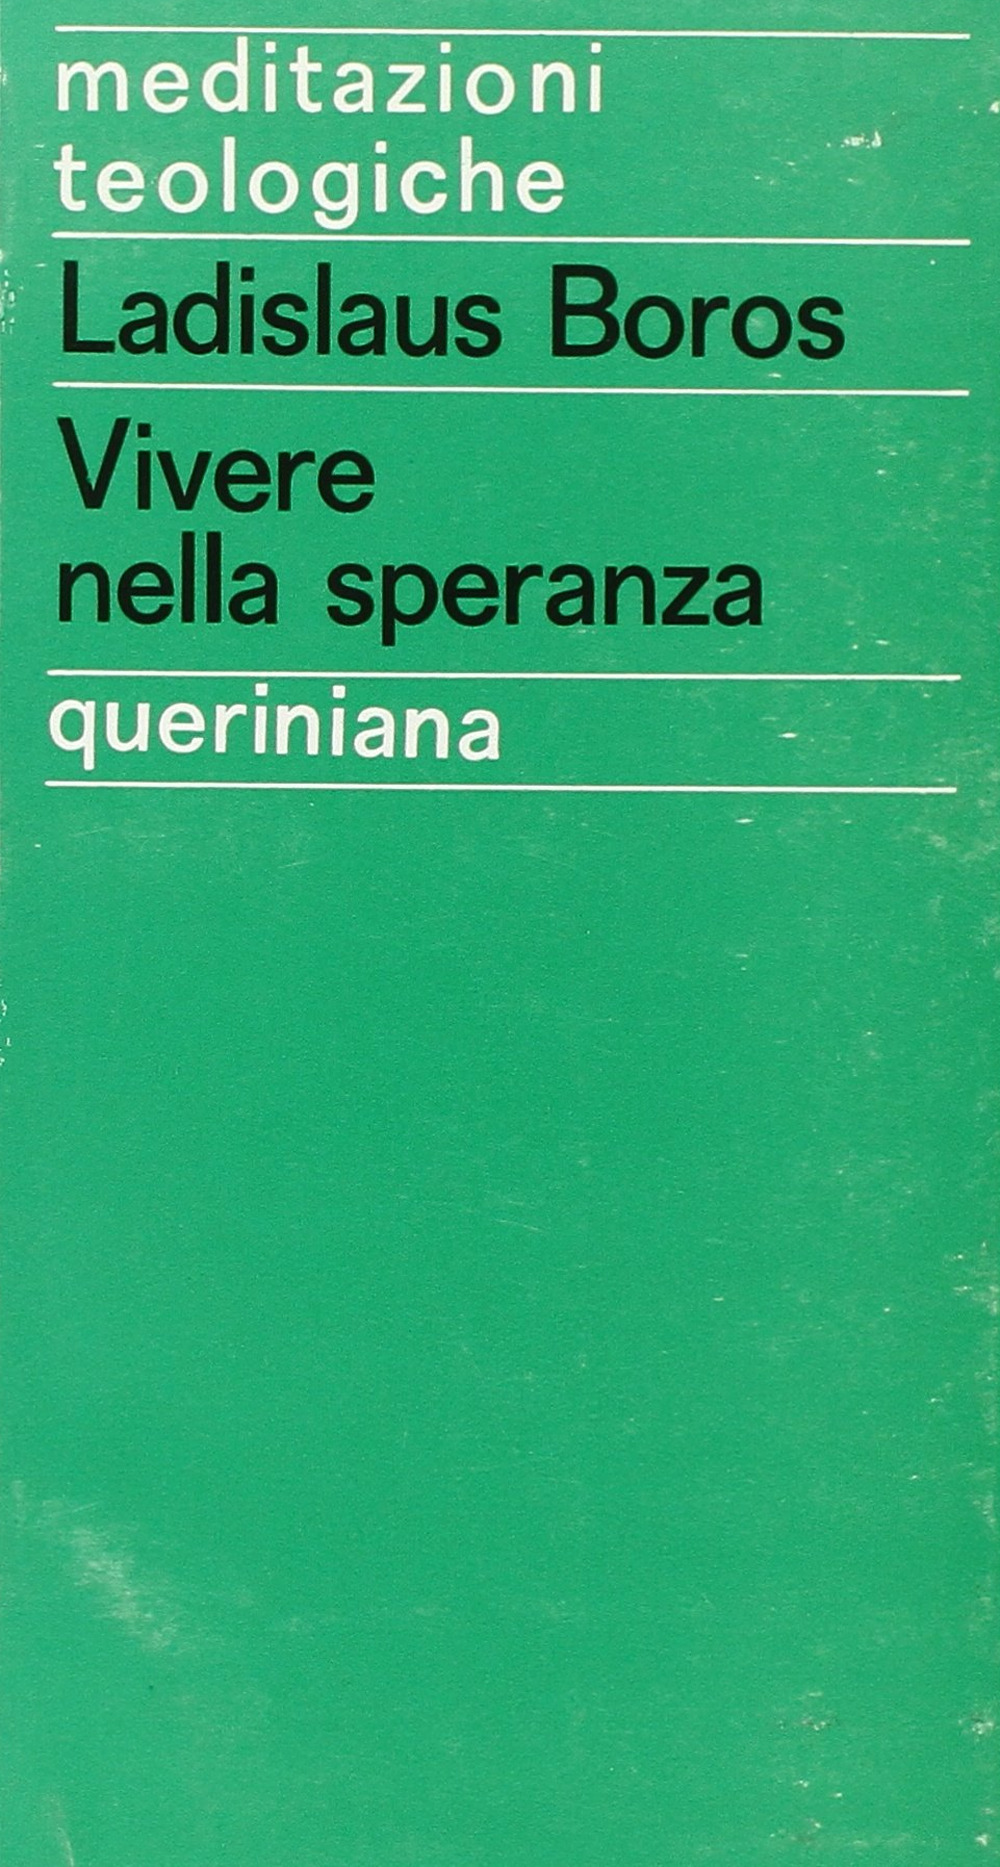 meditazioni
teologiche
Ladislaus Boros
Vivere
nella speranza
queriniana